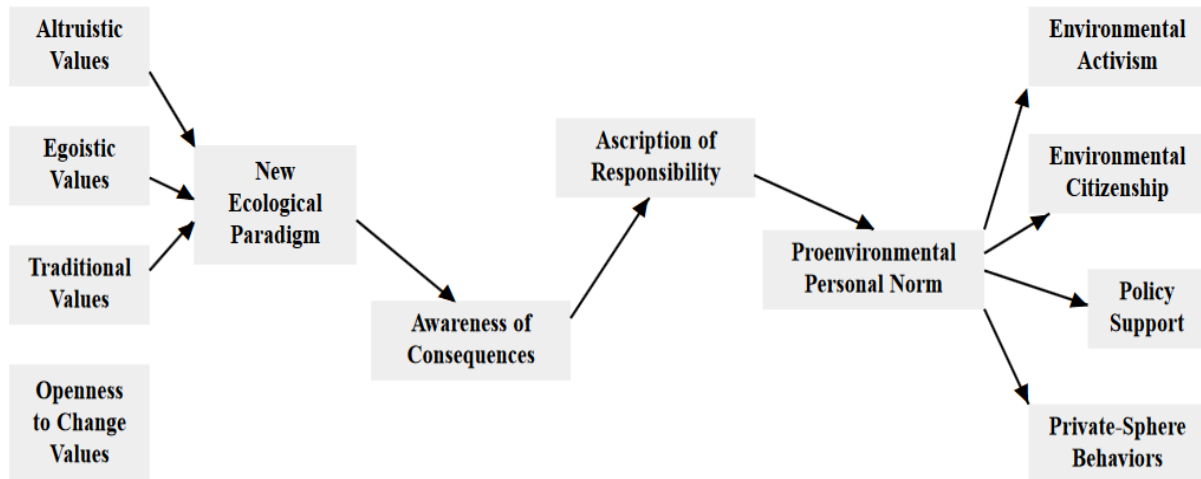 Altruistic
Values
Egoistic
Values
Traditional
Values
Openness
to Change
Values
New
Ecological
Paradigm
Awareness of
Consequences
Ascription of
Responsibility
Proenvironmental
Personal Norm
Environmental
Activism
Environmental
Citizenship
Policy
Support
Private-Sphere
Behaviors